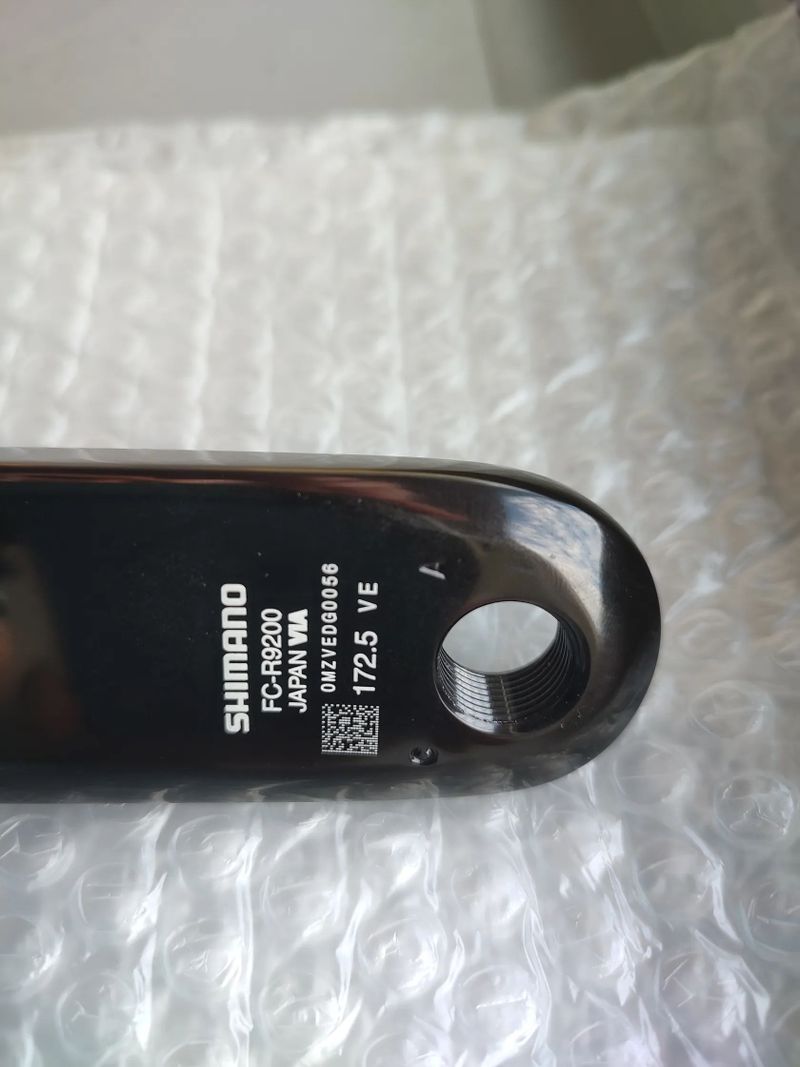 SHIMANO
FC-R9200
JAPAN VIA
0MZVEDG0056
172.5 VE
A